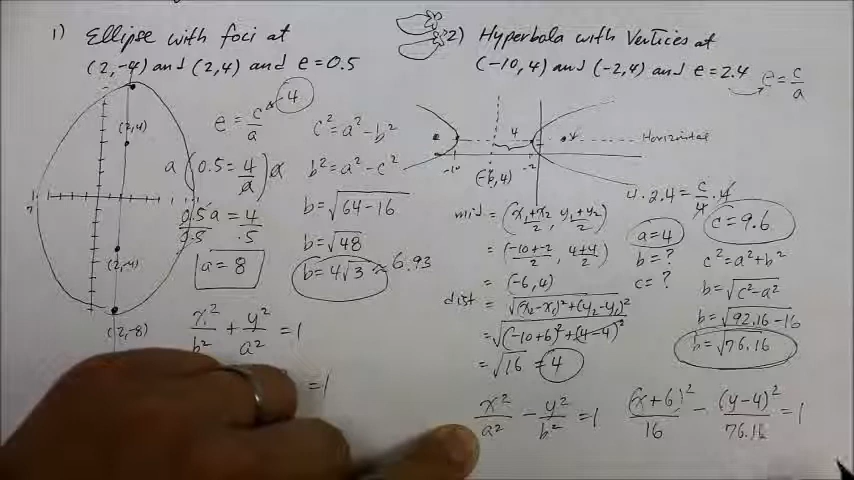 1) Ellipse with foci at
(2,-4) and (2,4) and e=0.5
(2,4)
(2,-4)
(2,-8)
e = c/a
4
a(0.5 = 4/a)a
0.5a/0.5 = 4/.5
a = 8
c² = a² - b²
b² = a² - c²
b = √64-16
b = √48
b = 4√3 ≈ 6.93
x²/b² + y²/a² = 1
= 1
2) Hyperbola with Vertices at
(-10,4) and (-2,4) and e = 2.4
e = c/a
4
Horizontal
-10
-2
(-6,4)
mid = (x₁+x₂/2, y₁+y₂/2)
= (-10+-2/2, 4+4/2)
= (-6,4)
dist = √(x₂-x₁)²+(y₂-y₁)²
= √(-10+6)²+(4-4)²
= √16 = 4
4·2.4 = c/4·4
a=4
b=?
c=?
c=9.6
c² = a²+b²
b = √c²-a²
b = √92.16-16
b = √76.16
x²/a² - y²/b² = 1
(x+6)²/16 - (y-4)²/76.16 = 1